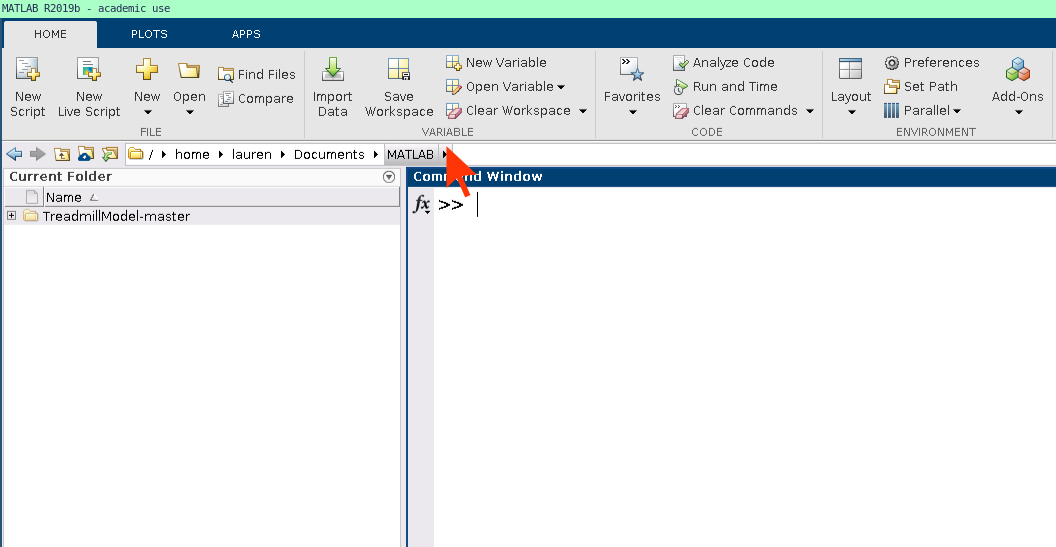 MATLAB R2019b - academic use
HOME PLOTS APPS
New Script
New Live Script
New
Open
Find Files
Compare
FILE
Import Data
Save Workspace
New Variable
Open Variable
Clear Workspace
VARIABLE
Favorites
Analyze Code
Run and Time
Clear Commands
CODE
Layout
Preferences
Set Path
Parallel
Add-Ons
ENVIRONMENT
/ home lauren Documents MATLAB
Current Folder
Name
TreadmillModel-master
Command Window
fx >>